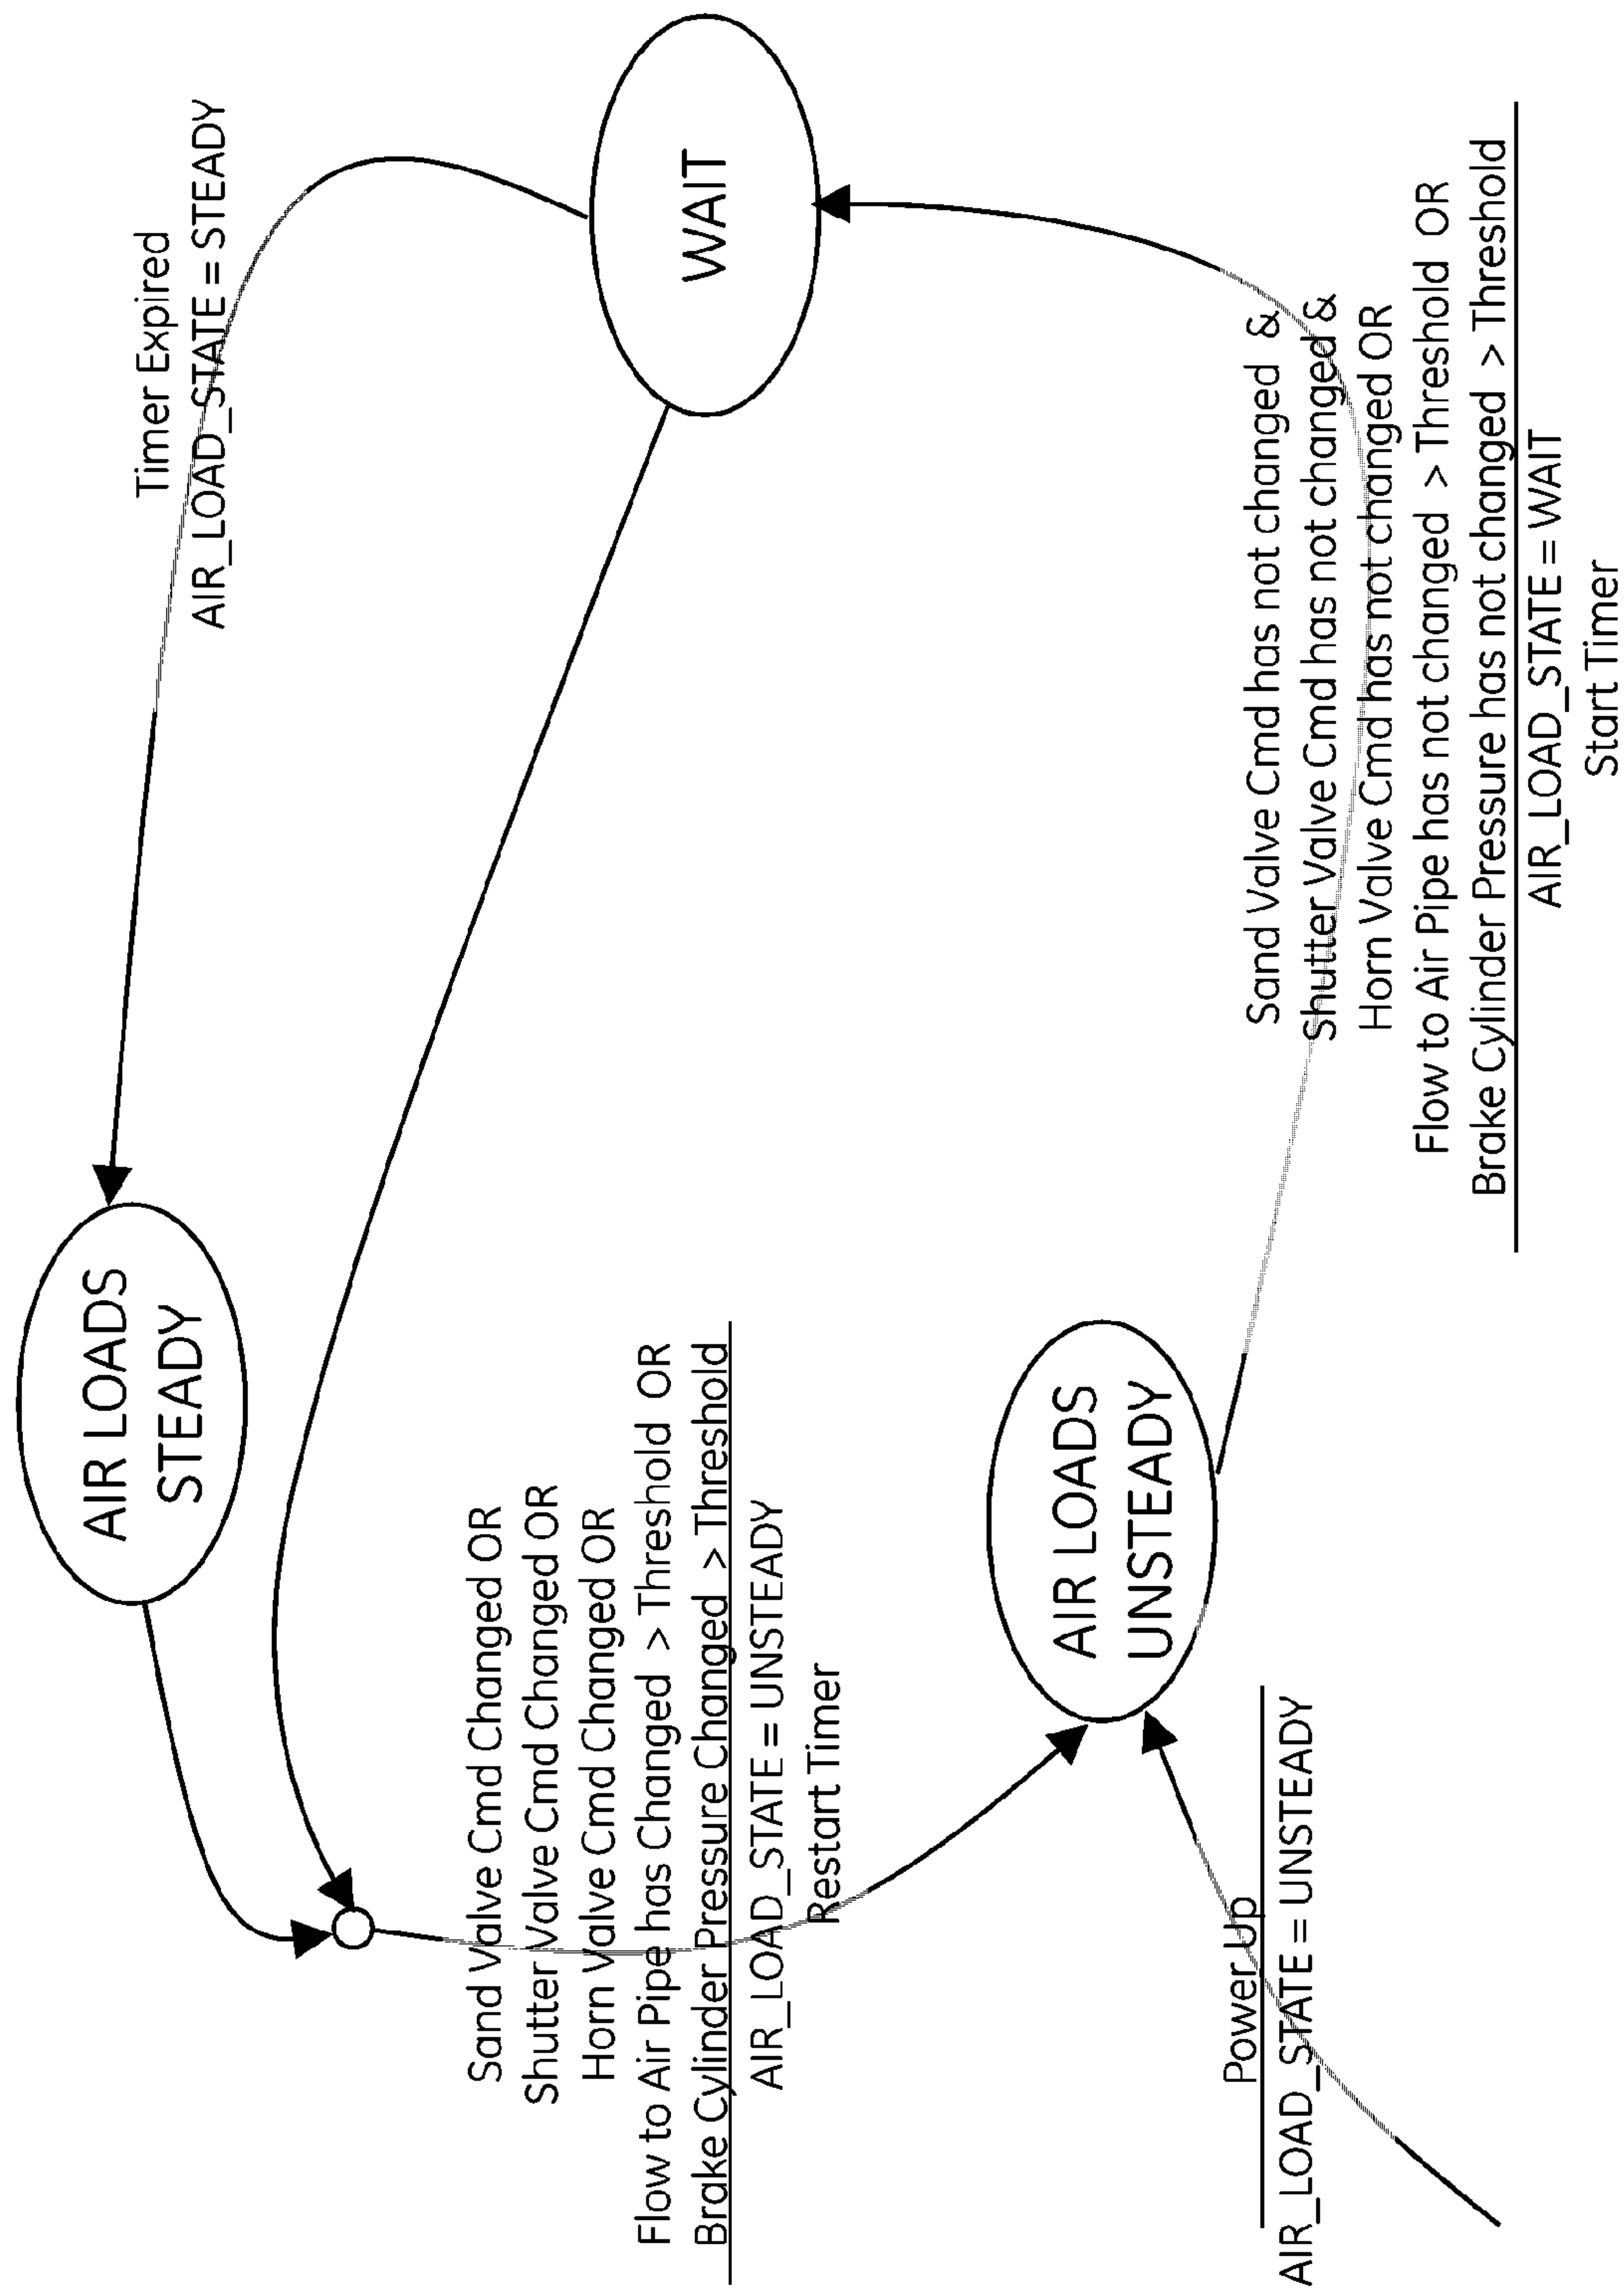 AIR LOADS
STEADY
Timer Expired
AIR_LOAD_STATE = STEADY
WAIT
Sand Valve Cmd Changed OR
Shutter Valve Cmd Changed OR
Horn Valve Cmd Changed OR
Flow to Air Pipe has Changed > Threshold OR
Brake Cylinder Pressure Changed > Threshold
AIR_LOAD_STATE = UNSTEADY
Restart Timer
AIR LOADS
UNSTEADY
Power Up
AIR_LOAD_STATE = UNSTEADY
Sand Valve Cmd has not changed &
Shutter Valve Cmd has not changed &
Horn Valve Cmd has not changed OR
Flow to Air Pipe has not changed > Threshold OR
Brake Cylinder Pressure has not changed > Threshold
AIR_LOAD_STATE = WAIT
Start Timer